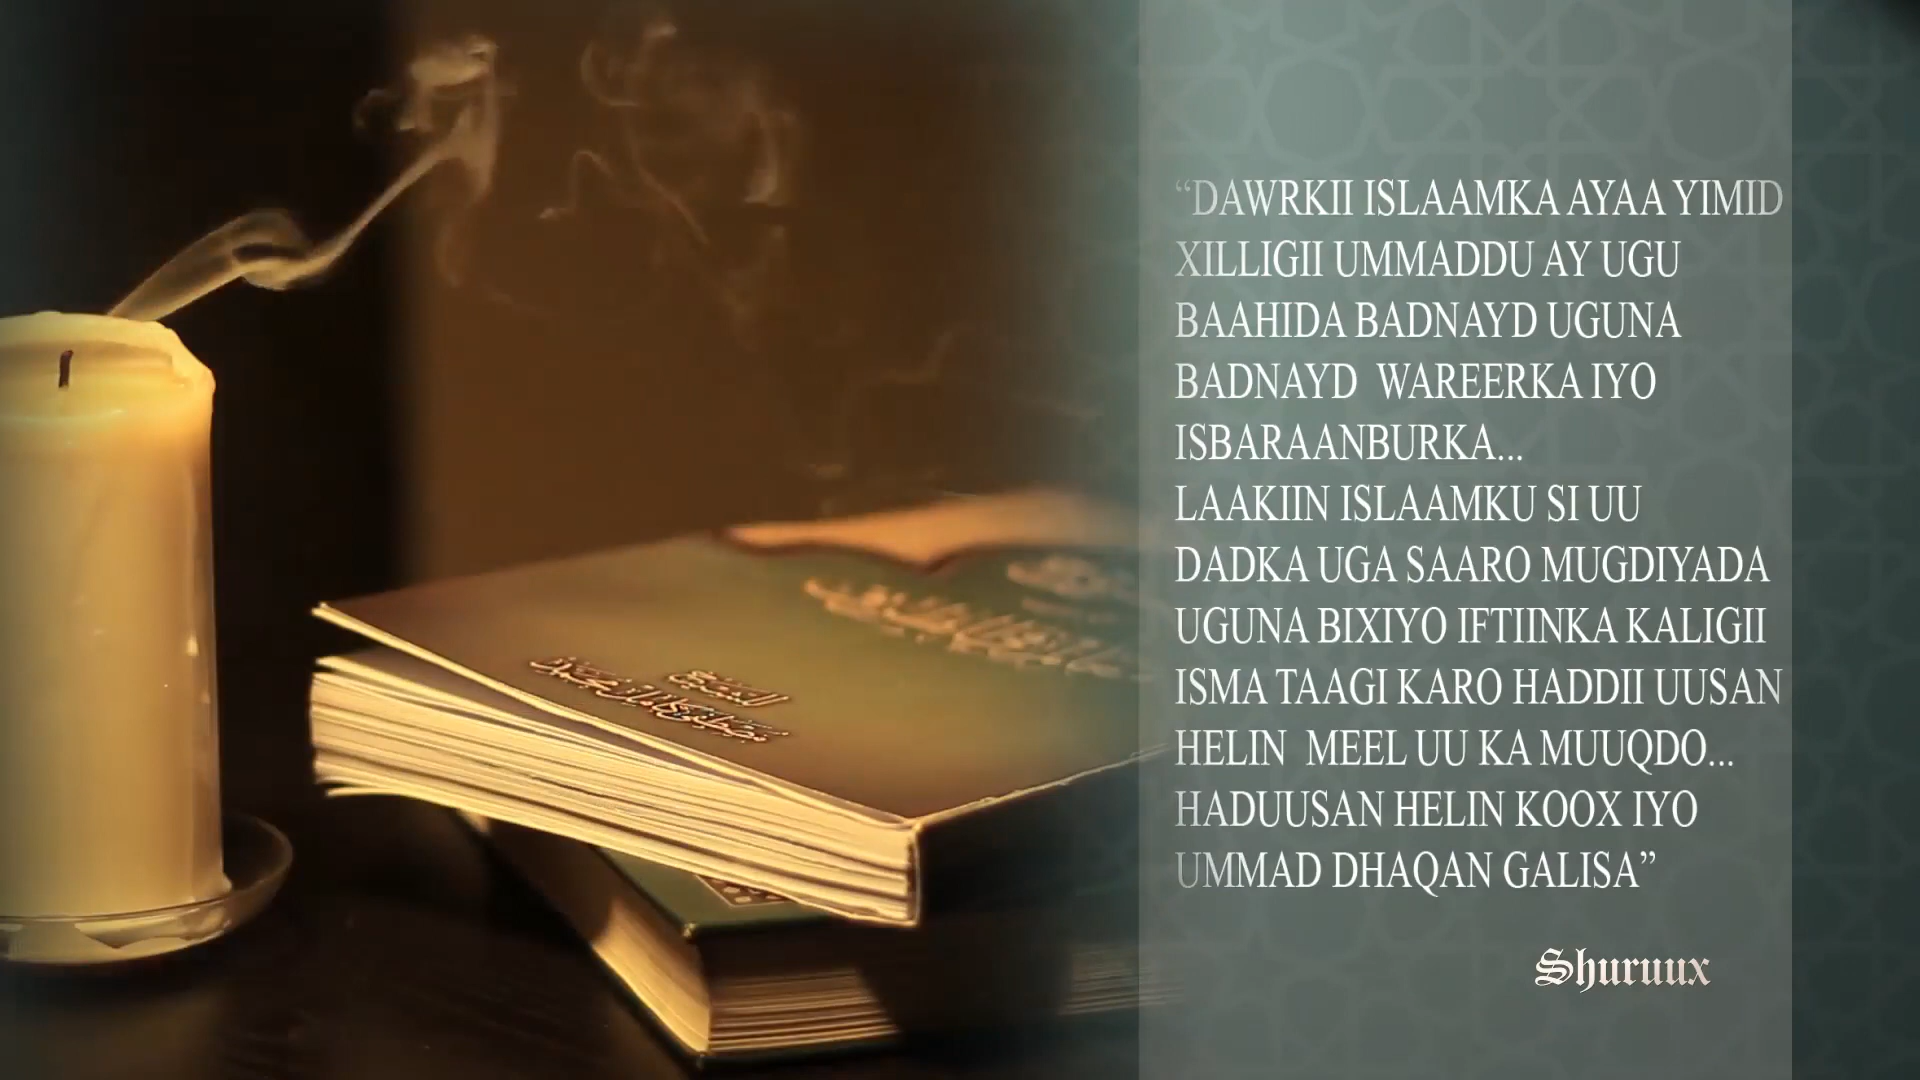 “DAWRKII ISLAAMKA AYAA YIMID
XILLIGII UMMADDU AY UGU
BAAHIDA BADNAYD UGUNA
BADNAYD WAREERKA IYO
ISBARAANBURKA...
LAAKIIN ISLAAMKU SI UU
DADKA UGA SAARO MUGDIYADA
UGUNA BIXIYO IFTIINKA KALIGII
ISMA TAAGI KARO HADDII UUSAN
HELIN MEEL UU KA MUUQDO...
HADUUSAN HELIN KOOX IYO
UMMAD DHAQAN GALISA”
Shuruux